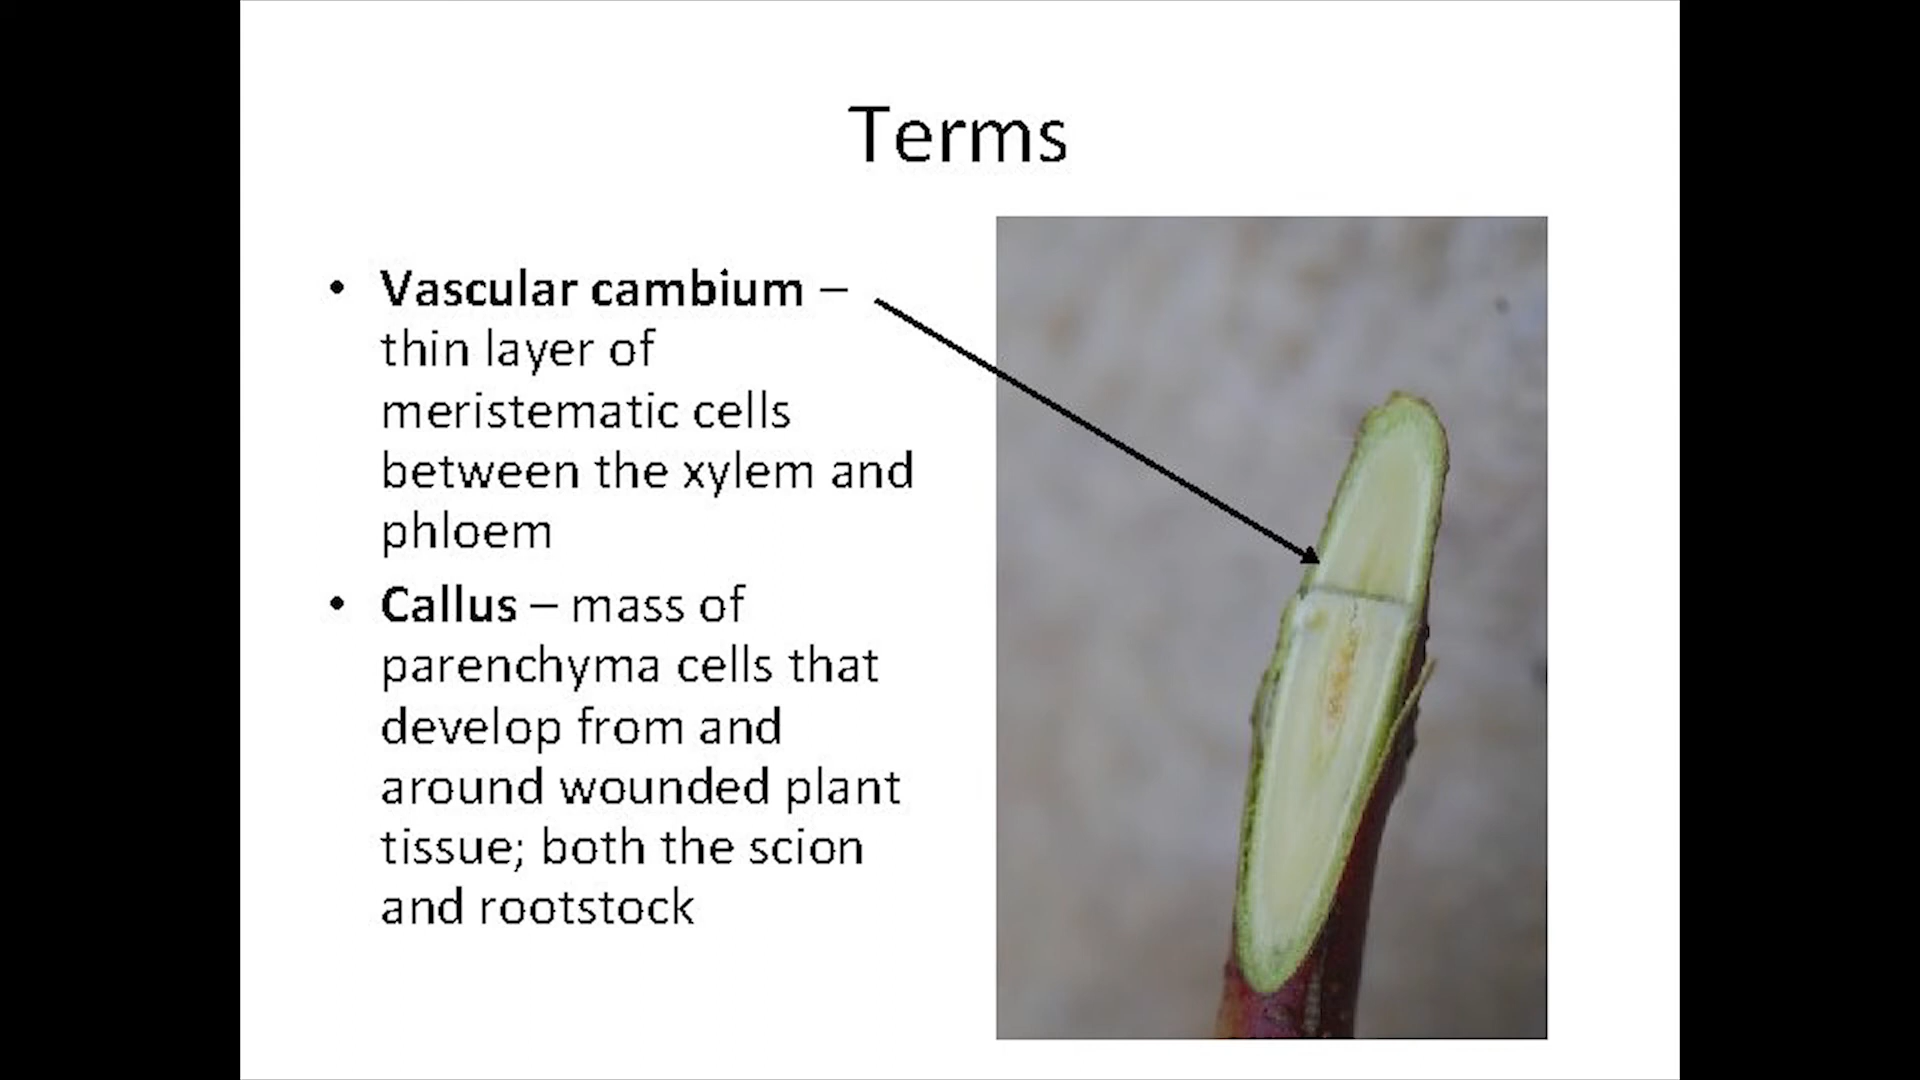 Terms
• Vascular cambium –
thin layer of
meristematic cells
between the xylem and
phloem
• Callus – mass of
parenchyma cells that
develop from and
around wounded plant
tissue; both the scion
and rootstock